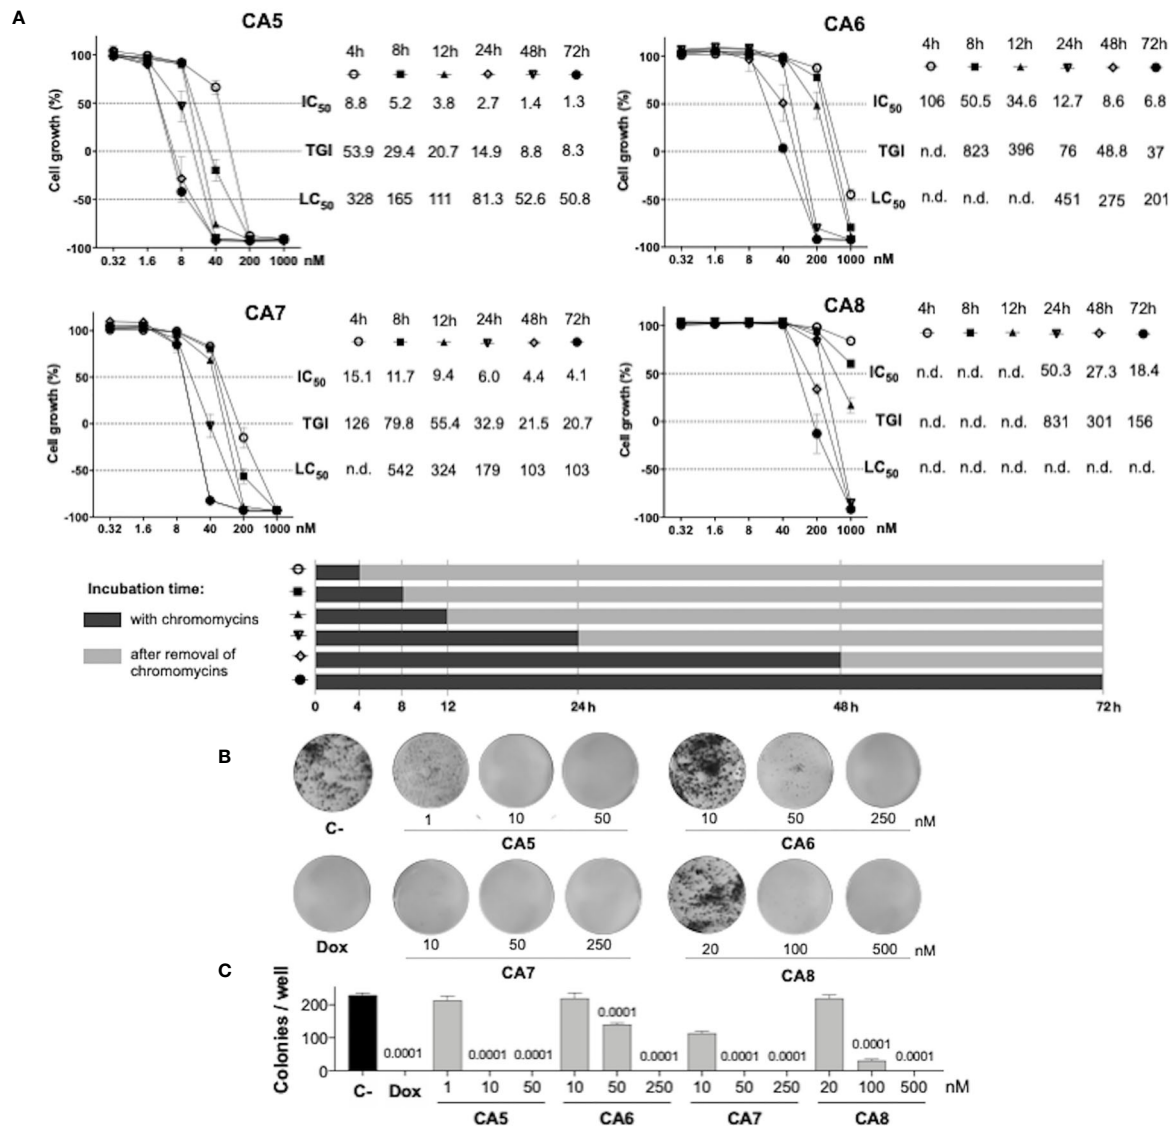 A
CA5
4h 8h 12h 24h 48h 72h
IC50 8.8 5.2 3.8 2.7 1.4 1.3
TGI 53.9 29.4 20.7 14.9 8.8 8.3
LC50 328 165 111 81.3 52.6 50.8
Cell growth (%)
100
50
0
-50
-100
0.32 1.6 8 40 200 1000 nM
CA6
4h 8h 12h 24h 48h 72h
IC50 106 50.5 34.6 12.7 8.6 6.8
TGI n.d. 823 396 76 48.8 37
LC50 n.d. n.d. n.d. 451 275 201
Cell growth (%)
100
50
0
-50
-100
0.32 1.6 8 40 200 1000 nM
CA7
4h 8h 12h 24h 48h 72h
IC50 15.1 11.7 9.4 6.0 4.4 4.1
TGI 126 79.8 55.4 32.9 21.5 20.7
LC50 n.d. 542 324 179 103 103
Cell growth (%)
100
50
0
-50
-100
0.32 1.6 8 40 200 1000 nM
CA8
4h 8h 12h 24h 48h 72h
IC50 n.d. n.d. n.d. 50.3 27.3 18.4
TGI n.d. n.d. n.d. 831 301 156
LC50 n.d. n.d. n.d. n.d. n.d. n.d.
Cell growth (%)
100
50
0
-50
-100
0.32 1.6 8 40 200 1000 nM
Incubation time:
with chromomycins
after removal of
chromomycins
0 4 8 12 24h 48h 72h
B
C- 1 10 50 10 50 250 nM
CA5 CA6
Dox 10 50 250 20 100 500 nM
CA7 CA8
C
Colonies / well
200
100
0
0.0001 0.0001 0.0001 0.0001 0.0001 0.0001 0.0001 0.0001 0.0001
C- Dox 1 10 50 10 50 250 10 50 250 20 100 500 nM
CA5 CA6 CA7 CA8